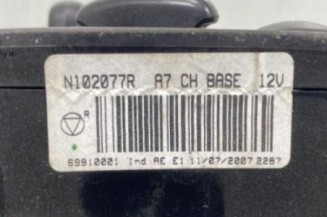 N102077R A7 CH BASE 12V
R
69910001 Ind AE E1 11/07/2007 2287